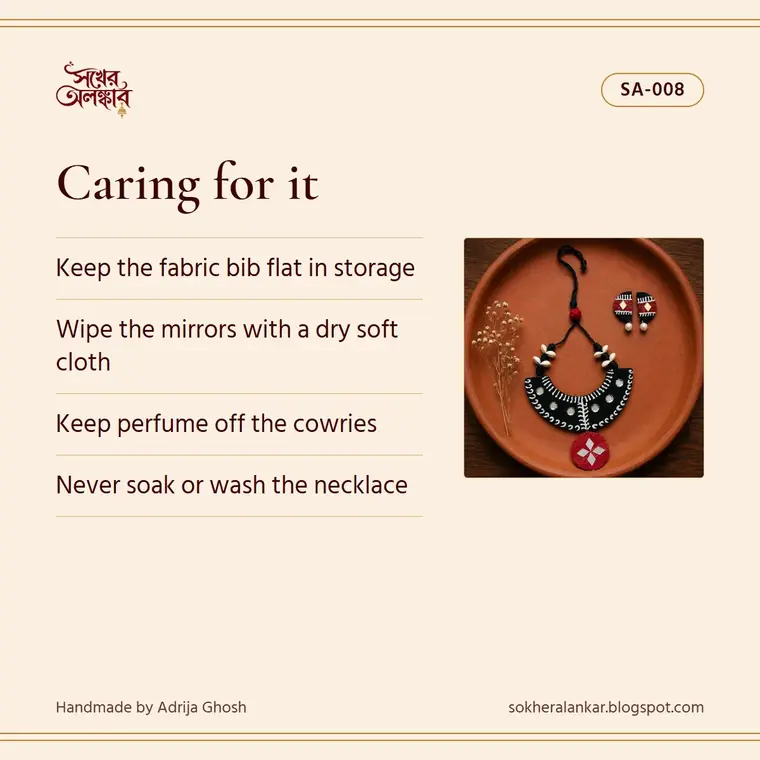 সখের
অলঙ্কার
SA-008
Caring for it
Keep the fabric bib flat in storage
Wipe the mirrors with a dry soft
cloth
Keep perfume off the cowries
Never soak or wash the necklace
Handmade by Adrija Ghosh
sokheralankar.blogspot.com